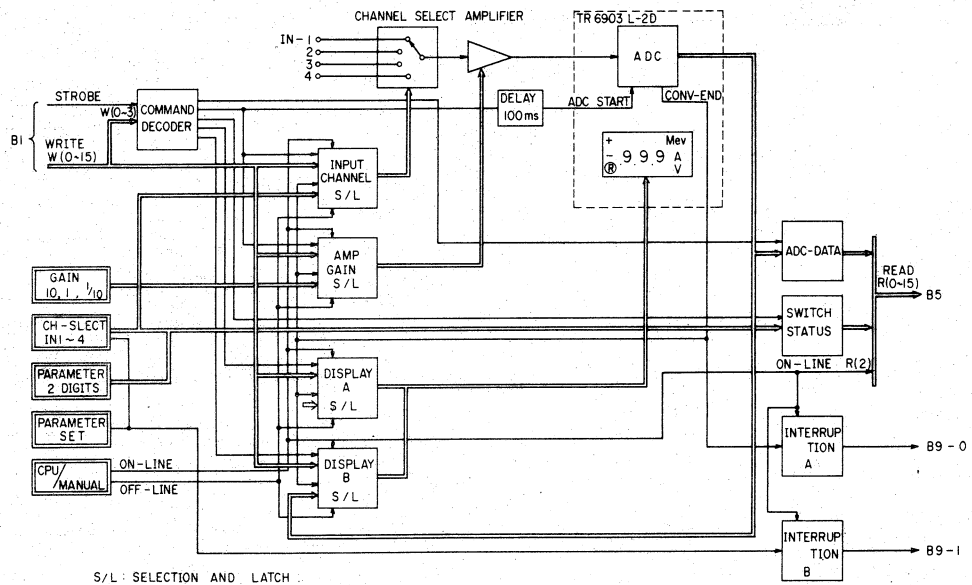 CHANNEL SELECT AMPLIFIER
TR 6903 L-2D
IN-1
2
3
4
ADC
CONV-END
STROBE
W(0~3)
COMMAND
DECODER
DELAY
100ms
ADC START
B1
WRITE
W(0~15)
INPUT
CHANNEL
S/L
+ Mev
- 9 9 9 A
Ⓡ V
AMP
GAIN
S/L
ADC-DATA
READ
R(0~15)
B5
GAIN
10, 1, 1/10
SWITCH
STATUS
CH-SLECT
IN1~4
ON-LINE R(2)
PARAMETER
2 DIGITS
DISPLAY
A
S/L
PARAMETER
SET
INTERRUP
TION
A
B9-0
CPU/
MANUAL
ON-LINE
OFF-LINE
DISPLAY
B
S/L
INTERRUP
TION
B
B9-1
S/L : SELECTION AND LATCH